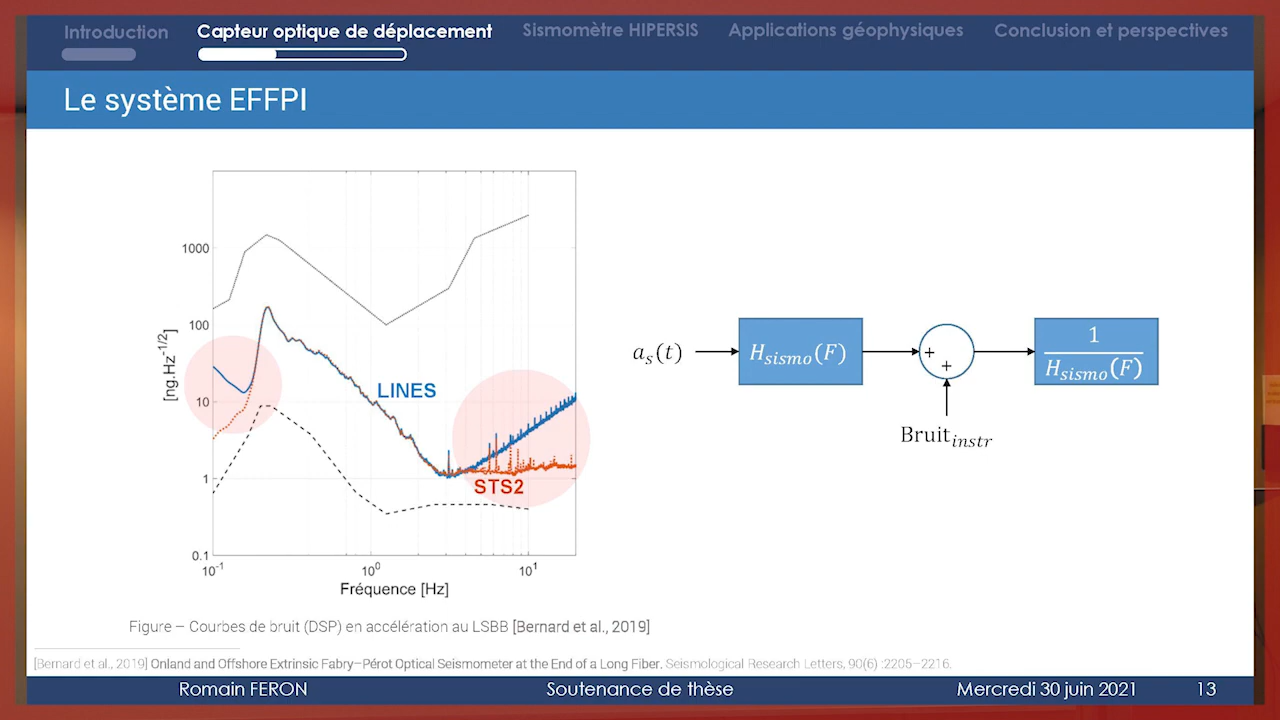 Introduction
Capteur optique de déplacement
Sismomètre HIPERSIS
Applications géophysiques
Conclusion et perspectives
Le système EFFPI
1000
100
10
1
0.1
[ng.Hz^-1/2]
LINES
STS2
10^-1
10^0
10^1
Fréquence [Hz]
a_s(t)
H_sismo(F)
+
+
1
H_sismo(F)
Bruit_instr
Figure – Courbes de bruit (DSP) en accélération au LSBB [Bernard et al., 2019]
[Bernard et al., 2019] Onland and Offshore Extrinsic Fabry–Pérot Optical Seismometer at the End of a Long Fiber. Seismological Research Letters, 90(6) :2205–2216.
Romain FERON
Soutenance de thèse
Mercredi 30 juin 2021
13